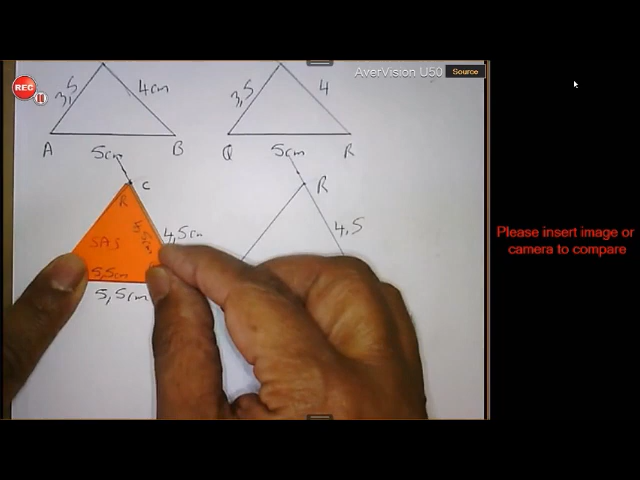 REC
AverVision U50
Source
3,5
4cm
3,5
4
A
5cm
B
Q
5cm
R
C
R
R
4,5cm
4,5
SAS
5,5cm
5,5cm
Please insert image or
camera to compare